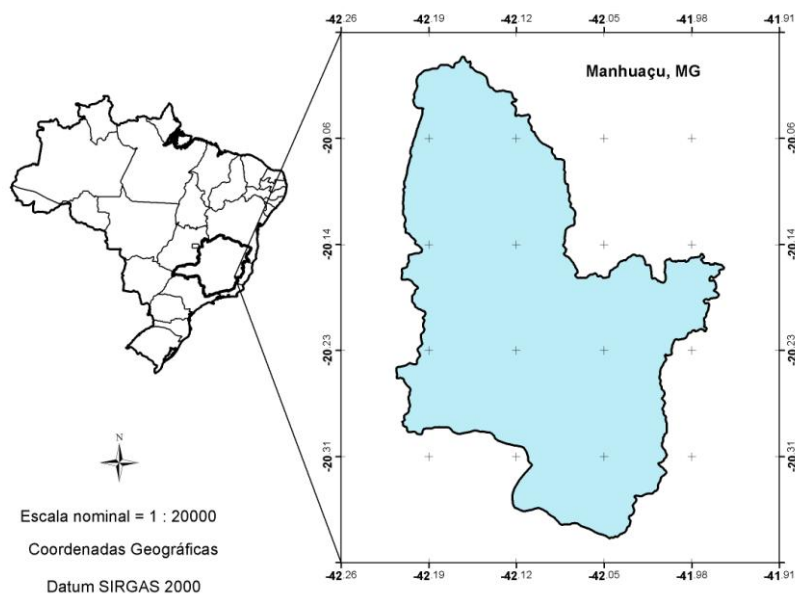 -42.26 -42.19 -42.12 -42.05 -41.98 -41.91
Manhuaçu, MG
-20.06 -20.06
-20.14 -20.14
-20.23 -20.23
-20.31 -20.31
N
Escala nominal = 1 : 20000
Coordenadas Geográficas
Datum SIRGAS 2000
-42.26 -42.19 -42.12 -42.05 -41.98 -41.91